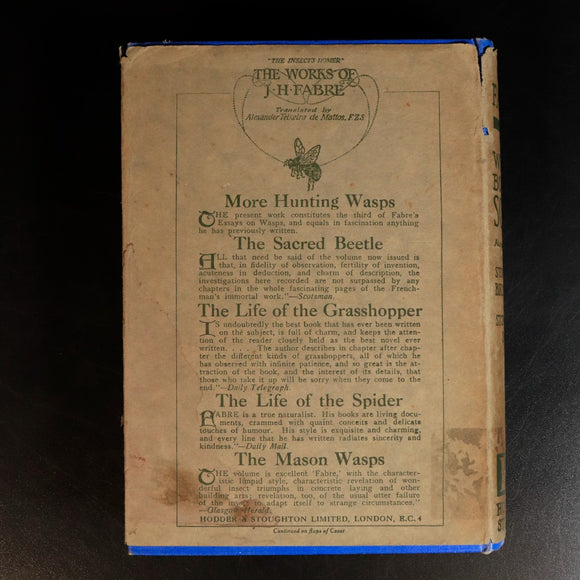 "THE INSECTS HOMER"
THE WORKS OF
J·H·FABRE
Translated by
Alexander Teixeira de Mattos, F.Z.S
More Hunting Wasps
THE present work constitutes the third of Fabre's
Essays on Wasps, and equals in fascination anything
he has previously written.
The Sacred Beetle
ALL that need be said of the volume now issued is
that, in fidelity of observation, fertility of invention,
acuteness in deduction, and charm of description, the
investigations here recorded are not surpassed by any
chapters in the whole fascinating pages of the French-
man's immortal work."—Scotsman.
The Life of the Grasshopper
IS undoubtedly the best book that has ever been written
on the subject, is full of charm, and keeps the atten-
tion of the reader closely held as the best novel ever
written. . . . The author describes in chapter after chap-
ter the different kinds of grasshoppers, all of which he
has observed with infinite patience, and so great is the at-
traction of the book, and the interest of its details, that
those who take it up will be sorry when they come to the
end."—Daily Telegraph.
The Life of the Spider
FABRE is a true naturalist. His books are living docu-
ments, crammed with quaint conceits and delicate
touches of humour. His style is exquisite and charming,
and every line that he has written radiates sincerity and
kindness."—Daily Mail.
The Mason Wasps
THE volume is excellent 'Fabre,' with the character-
istic limpid style, characteristic revelation of won-
derful insect triumphs in concrete laying and other
building arts; revelation, too, of the usual utter failure
of the adapt itself to strange circumstances."
—Glasgow Herald.
HODDER & STOUGHTON LIMITED, LONDON, E.C. 4
Continued on flaps of Cover